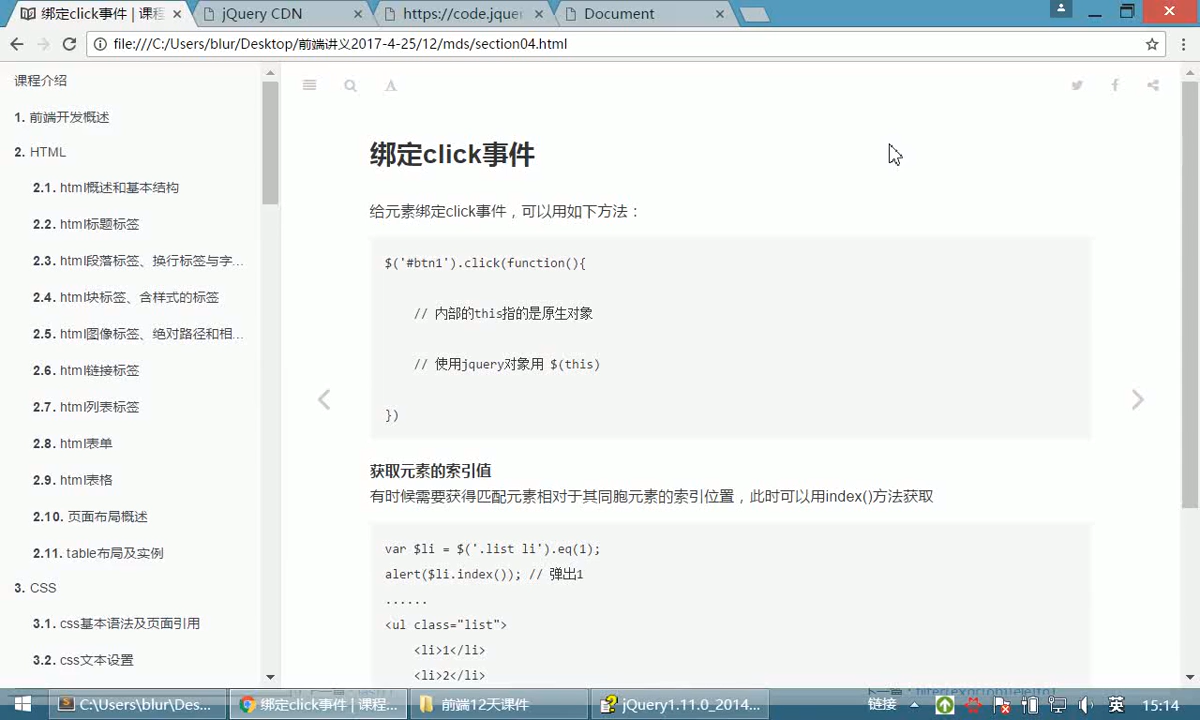 绑定click事件 | 课程
jQuery CDN
https://code.jquer
Document
file:///C:/Users/blur/Desktop/前端讲义2017-4-25/12/mds/section04.html
课程介绍
1. 前端开发概述
2. HTML
2.1. html概述和基本结构
2.2. html标题标签
2.3. html段落标签、换行标签与字...
2.4. html块标签、含样式的标签
2.5. html图像标签、绝对路径和相...
2.6. html链接标签
2.7. html列表标签
2.8. html表单
2.9. html表格
2.10. 页面布局概述
2.11. table布局及实例
3. CSS
3.1. css基本语法及页面引用
3.2. css文本设置
A
绑定click事件
给元素绑定click事件，可以用如下方法：
$('#btn1').click(function(){
// 内部的this指的是原生对象
// 使用jquery对象用 $(this)
})
获取元素的索引值
有时候需要获得匹配元素相对于其同胞元素的索引位置，此时可以用index()方法获取
var $li = $('.list li').eq(1);
alert($li.index()); // 弹出1
......
<ul class="list">
<li>1</li>
<li>2</li>
C:\Users\blur\Des...
绑定click事件 | 课程...
前端12天课件
jQuery1.11.0_2014...
链接
英
15:14